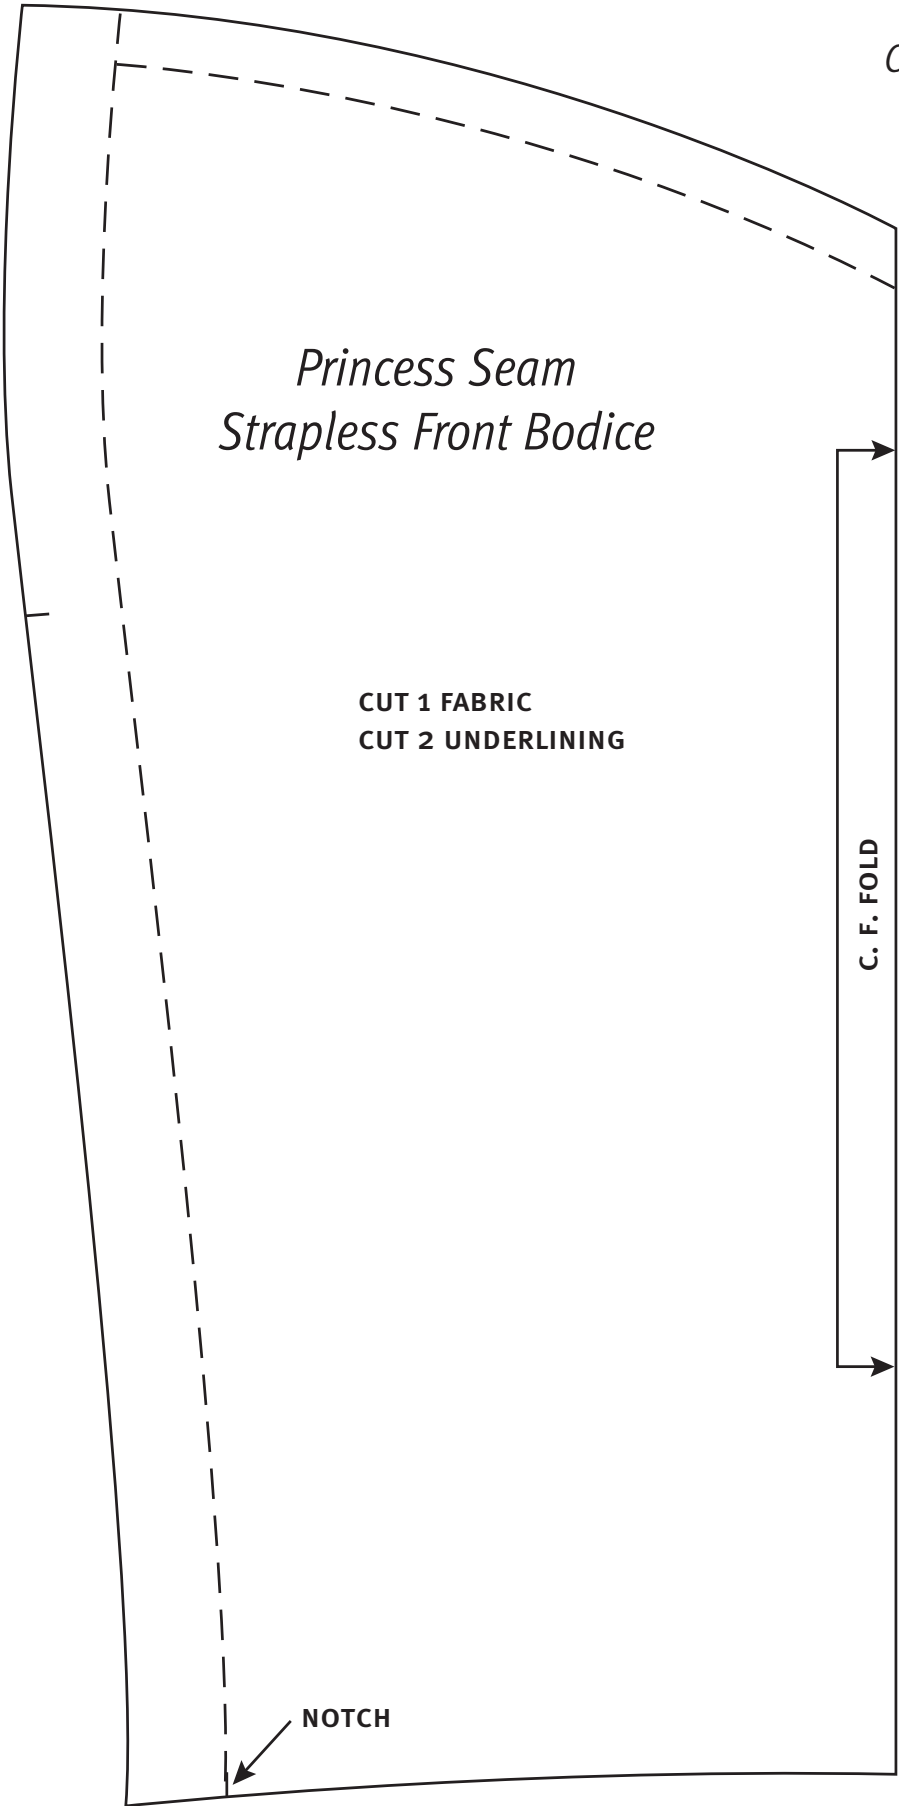 Princess Seam
Strapless Front Bodice
CUT 1 FABRIC
CUT 2 UNDERLINING
C. F. FOLD
NOTCH